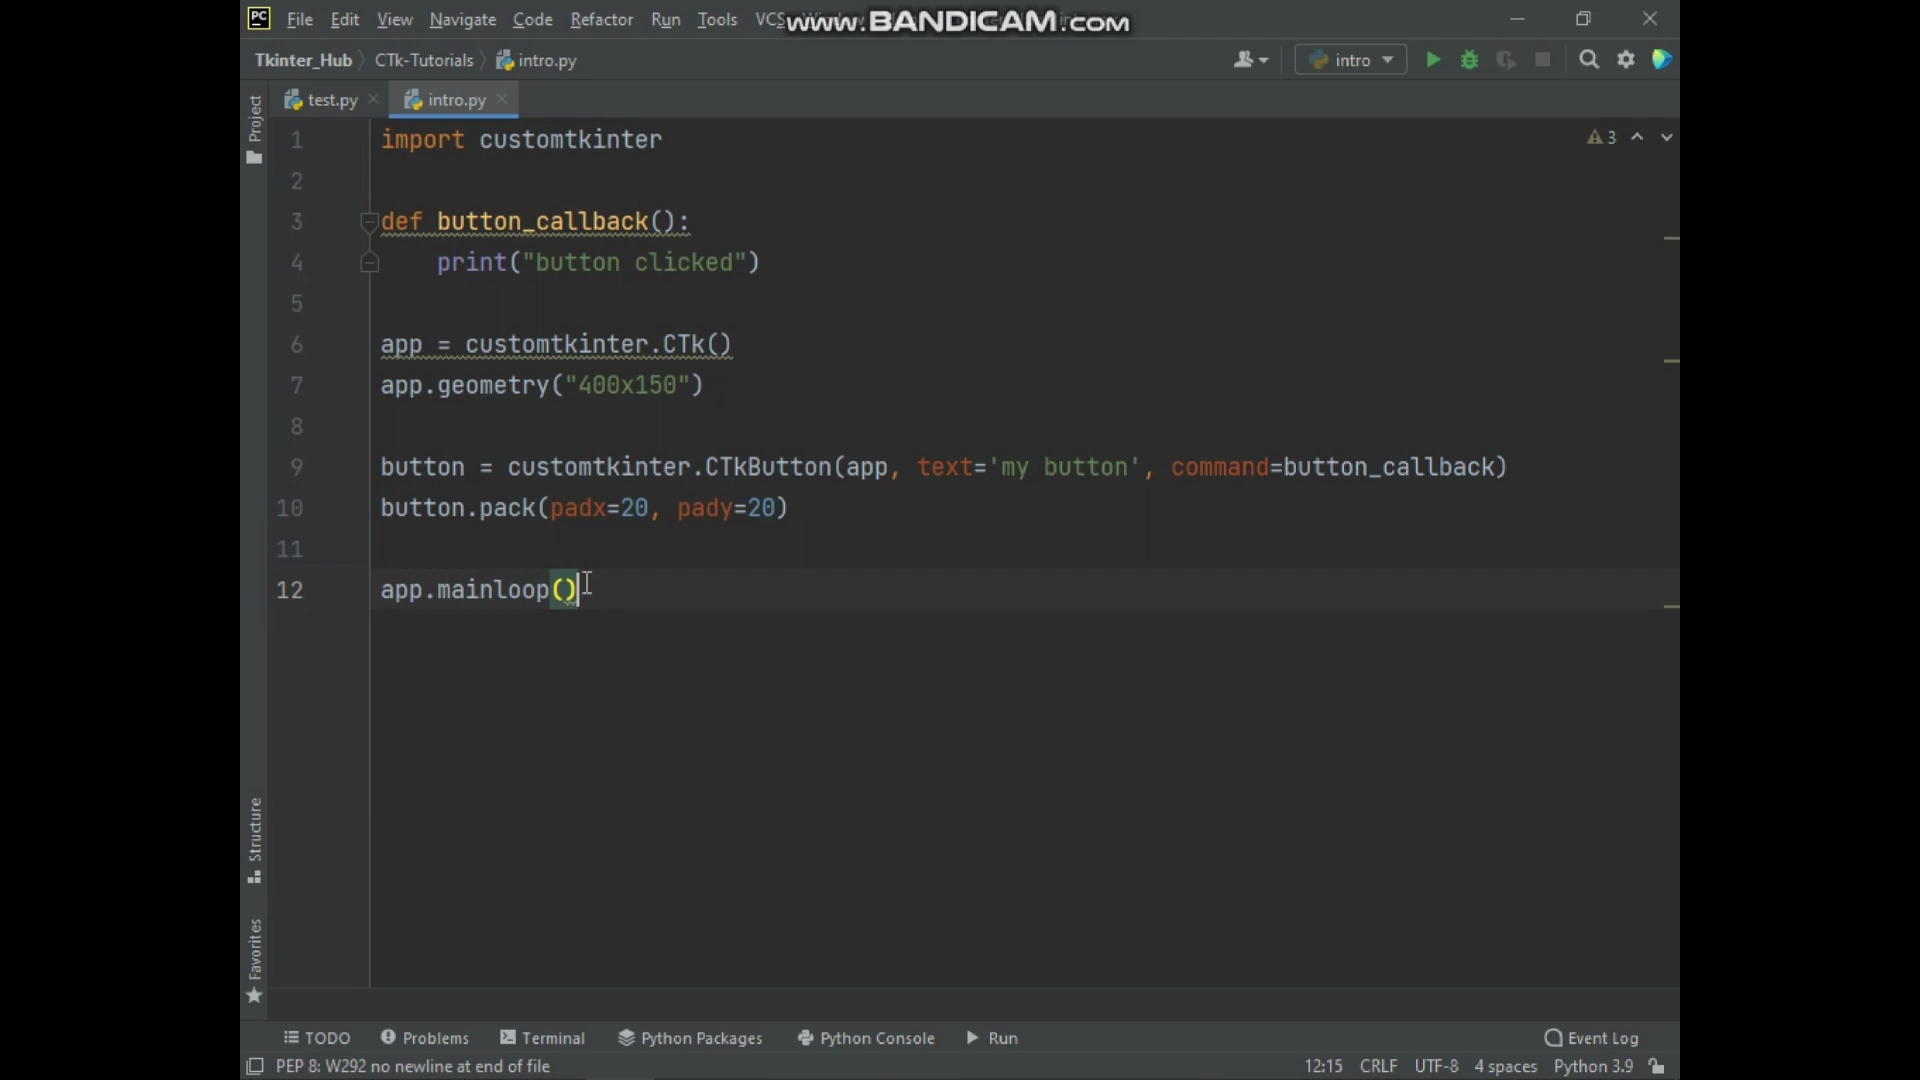 PC File Edit View Navigate Code Refactor Run Tools VCS www.BANDICAM.com
Tkinter_Hub CTk-Tutorials intro.py intro
test.py intro.py
Project
1 import customtkinter 3
2
3 def button_callback():
4 print("button clicked")
5
6 app = customtkinter.CTk()
7 app.geometry("400x150")
8
9 button = customtkinter.CTkButton(app, text='my button', command=button_callback)
10 button.pack(padx=20, pady=20)
11
12 app.mainloop()
Structure
Favorites
TODO Problems Terminal Python Packages Python Console Run Event Log
PEP 8: W292 no newline at end of file 12:15 CRLF UTF-8 4 spaces Python 3.9